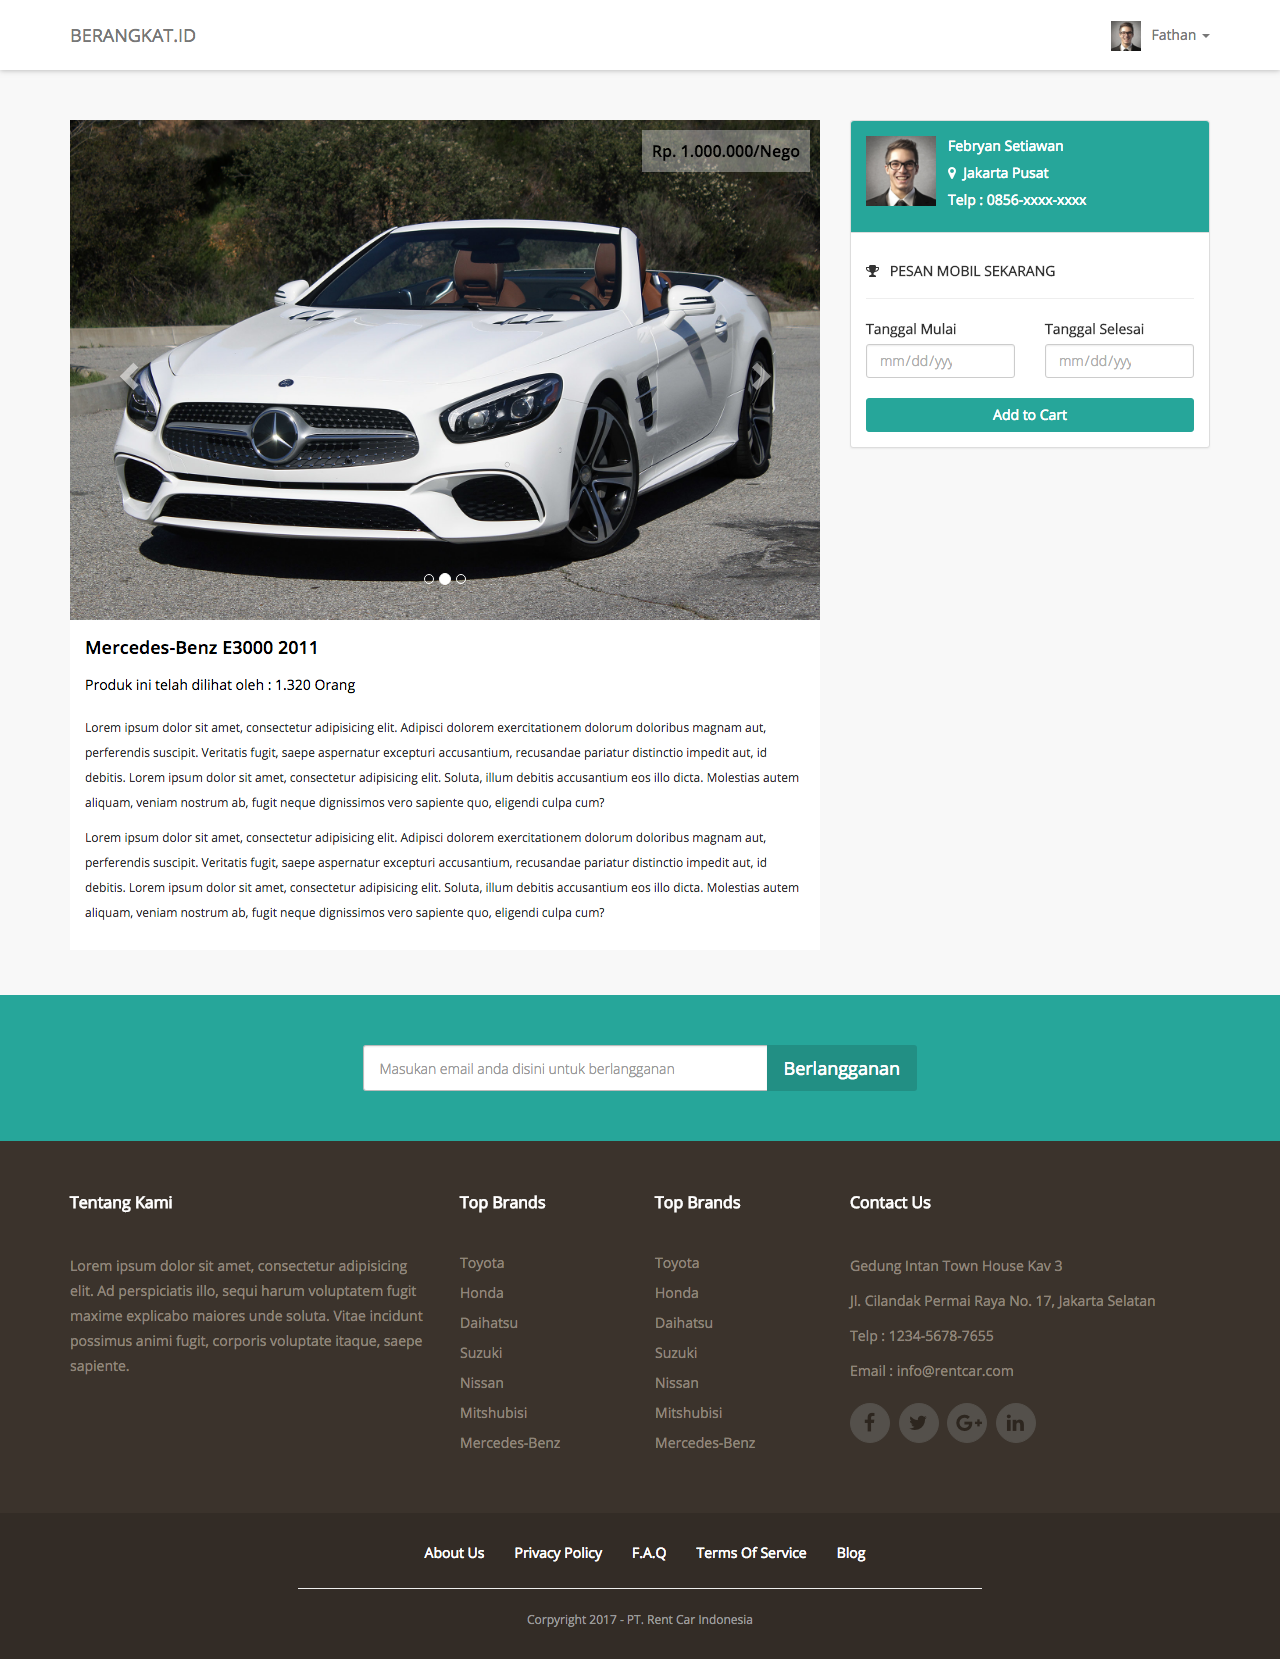 BERANGKAT.ID
Fathan
Rp. 1.000.000/Nego
Febryan Setiawan
Jakarta Pusat
Telp : 0856-xxxx-xxxx
PESAN MOBIL SEKARANG
Tanggal Mulai
Tanggal Selesai
mm/dd/yyy
mm/dd/yyy
Add to Cart
Mercedes-Benz E3000 2011
Produk ini telah dilihat oleh : 1.320 Orang
Lorem ipsum dolor sit amet, consectetur adipisicing elit. Adipisci dolorem exercitationem dolorum doloribus magnam aut,
perferendis suscipit. Veritatis fugit, saepe aspernatur excepturi accusantium, recusandae pariatur distinctio impedit aut, id
debitis. Lorem ipsum dolor sit amet, consectetur adipisicing elit. Soluta, illum debitis accusantium eos illo dicta. Molestias autem
aliquam, veniam nostrum ab, fugit neque dignissimos vero sapiente quo, eligendi culpa cum?
Lorem ipsum dolor sit amet, consectetur adipisicing elit. Adipisci dolorem exercitationem dolorum doloribus magnam aut,
perferendis suscipit. Veritatis fugit, saepe aspernatur excepturi accusantium, recusandae pariatur distinctio impedit aut, id
debitis. Lorem ipsum dolor sit amet, consectetur adipisicing elit. Soluta, illum debitis accusantium eos illo dicta. Molestias autem
aliquam, veniam nostrum ab, fugit neque dignissimos vero sapiente quo, eligendi culpa cum?
Masukan email anda disini untuk berlangganan
Berlangganan
Tentang Kami
Lorem ipsum dolor sit amet, consectetur adipisicing
elit. Ad perspiciatis illo, sequi harum voluptatem fugit
maxime explicabo maiores unde soluta. Vitae incidunt
possimus animi fugit, corporis voluptate itaque, saepe
sapiente.
Top Brands
Toyota
Honda
Daihatsu
Suzuki
Nissan
Mitshubisi
Mercedes-Benz
Top Brands
Toyota
Honda
Daihatsu
Suzuki
Nissan
Mitshubisi
Mercedes-Benz
Contact Us
Gedung Intan Town House Kav 3
Jl. Cilandak Permai Raya No. 17, Jakarta Selatan
Telp : 1234-5678-7655
Email : info@rentcar.com
About Us
Privacy Policy
F.A.Q
Terms Of Service
Blog
Corpyright 2017 - PT. Rent Car Indonesia